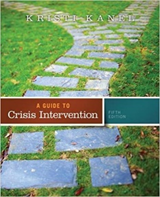 KRISTI KANEL
A GUIDE TO
Crisis Intervention
FIFTH EDITION